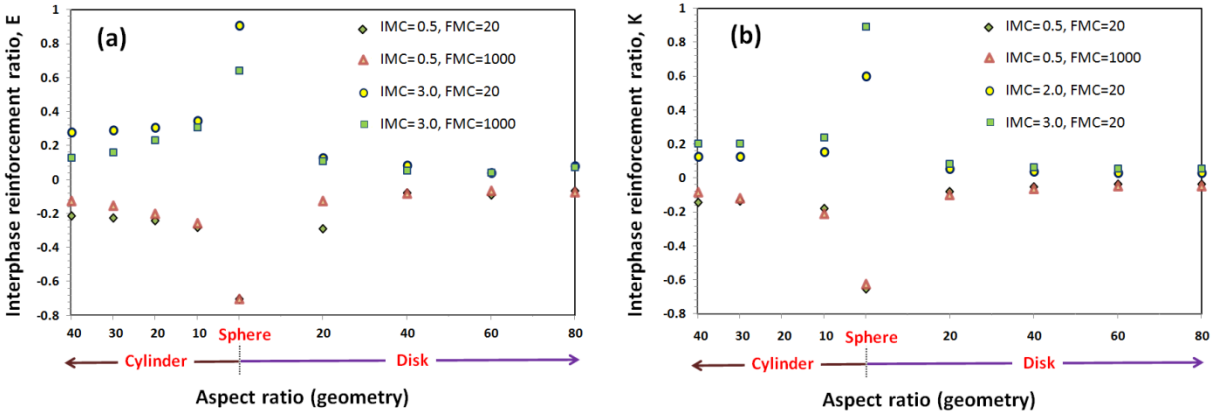 Interphase reinforcement ratio, E
(a)
IMC= 0.5, FMC=20
IMC= 0.5, FMC=1000
IMC= 3.0, FMC=20
IMC= 3.0, FMC=1000
1
0.8
0.6
0.4
0.2
0
-0.2
-0.4
-0.6
-0.8
40 30 20 10 Sphere 20 40 60 80
Cylinder Disk
Aspect ratio (geometry)
Interphase reinforcement ratio, K
(b)
IMC= 0.5, FMC=20
IMC= 0.5, FMC=1000
IMC= 2.0, FMC=20
IMC= 3.0, FMC=20
1
0.8
0.6
0.4
0.2
0
-0.2
-0.4
-0.6
-0.8
40 30 20 10 Sphere 20 40 60 80
Cylinder Disk
Aspect ratio (geometry)